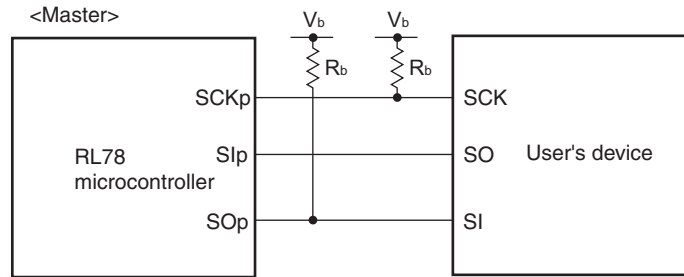 <Master>
Vb Vb
Rb Rb
SCKp SCK
RL78
microcontroller
SIp SO
User's device
SOp SI